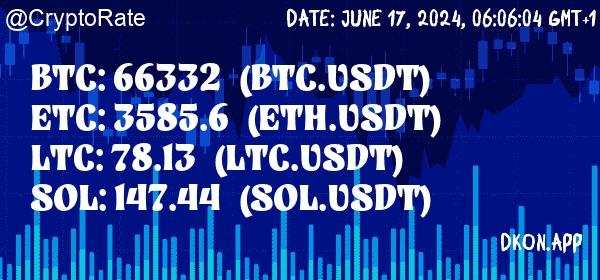 @CryptoRate
DATE: JUNE 17, 2024, 06:06:04 GMT+1
BTC: 66332 (BTC.USDT)
ETC: 3585.6 (ETH.USDT)
LTC: 78.13 (LTC.USDT)
SOL: 147.44 (SOL.USDT)
DKON.APP